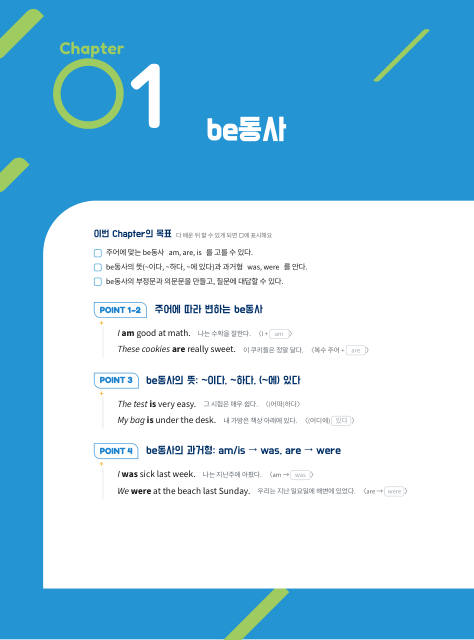 Chapter
01
be동사
이번 Chapter의 목표 다 배운 뒤 할 수 있게 되면 □에 표시해요
주어에 맞는 be동사 am, are, is 를 고를 수 있다.
be동사의 뜻(~이다, ~하다, ~에 있다)과 과거형 was, were 를 안다.
be동사의 부정문과 의문문을 만들고, 질문에 대답할 수 있다.
POINT 1-2 주어에 따라 변하는 be동사
I am good at math. 나는 수학을 잘한다. 〈I + am 〉
These cookies are really sweet. 이 쿠키들은 정말 달다. 〈복수 주어 + are 〉
POINT 3 be동사의 뜻: ~이다, ~하다, (~에) 있다
The test is very easy. 그 시험은 매우 쉽다. 〈(어떠)하다〉
My bag is under the desk. 내 가방은 책상 아래에 있다. 〈(어디에) 있다 〉
POINT 4 be동사의 과거형: am/is → was, are → were
I was sick last week. 나는 지난주에 아팠다. 〈am → was 〉
We were at the beach last Sunday. 우리는 지난 일요일에 해변에 있었다. 〈are → were 〉